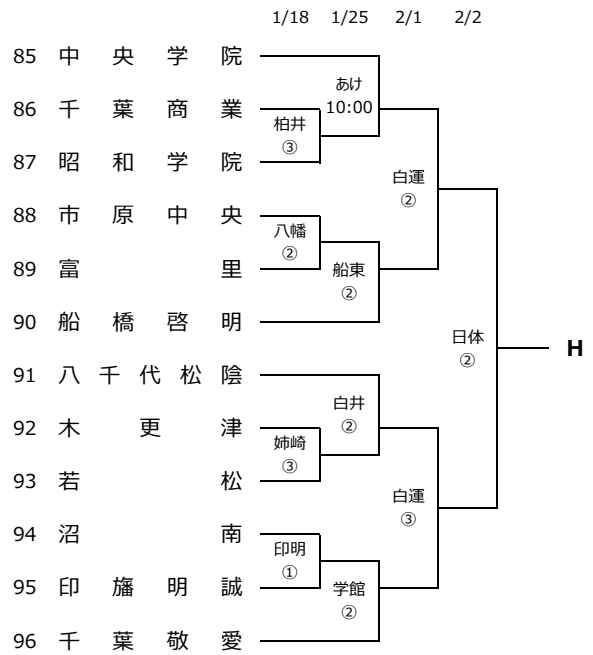 1/18 1/25 2/1 2/2
85 中央学院
あけ
86 千葉商業
10:00
柏井
③
87 昭和学院
白運
②
88 市原中央
八幡
②
89 富里
船東
②
90 船橋啓明
日体
②
H
91 八千代松陰
白井
②
92 木更津
姉崎
③
93 若松
白運
③
94 沼南
印明
①
95 印旛明誠
学館
②
96 千葉敬愛